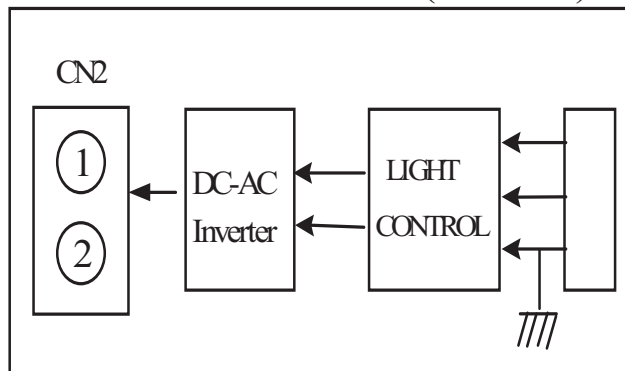 CN2
1
2
DC-AC
Inverter
LIGHT
CONTROL